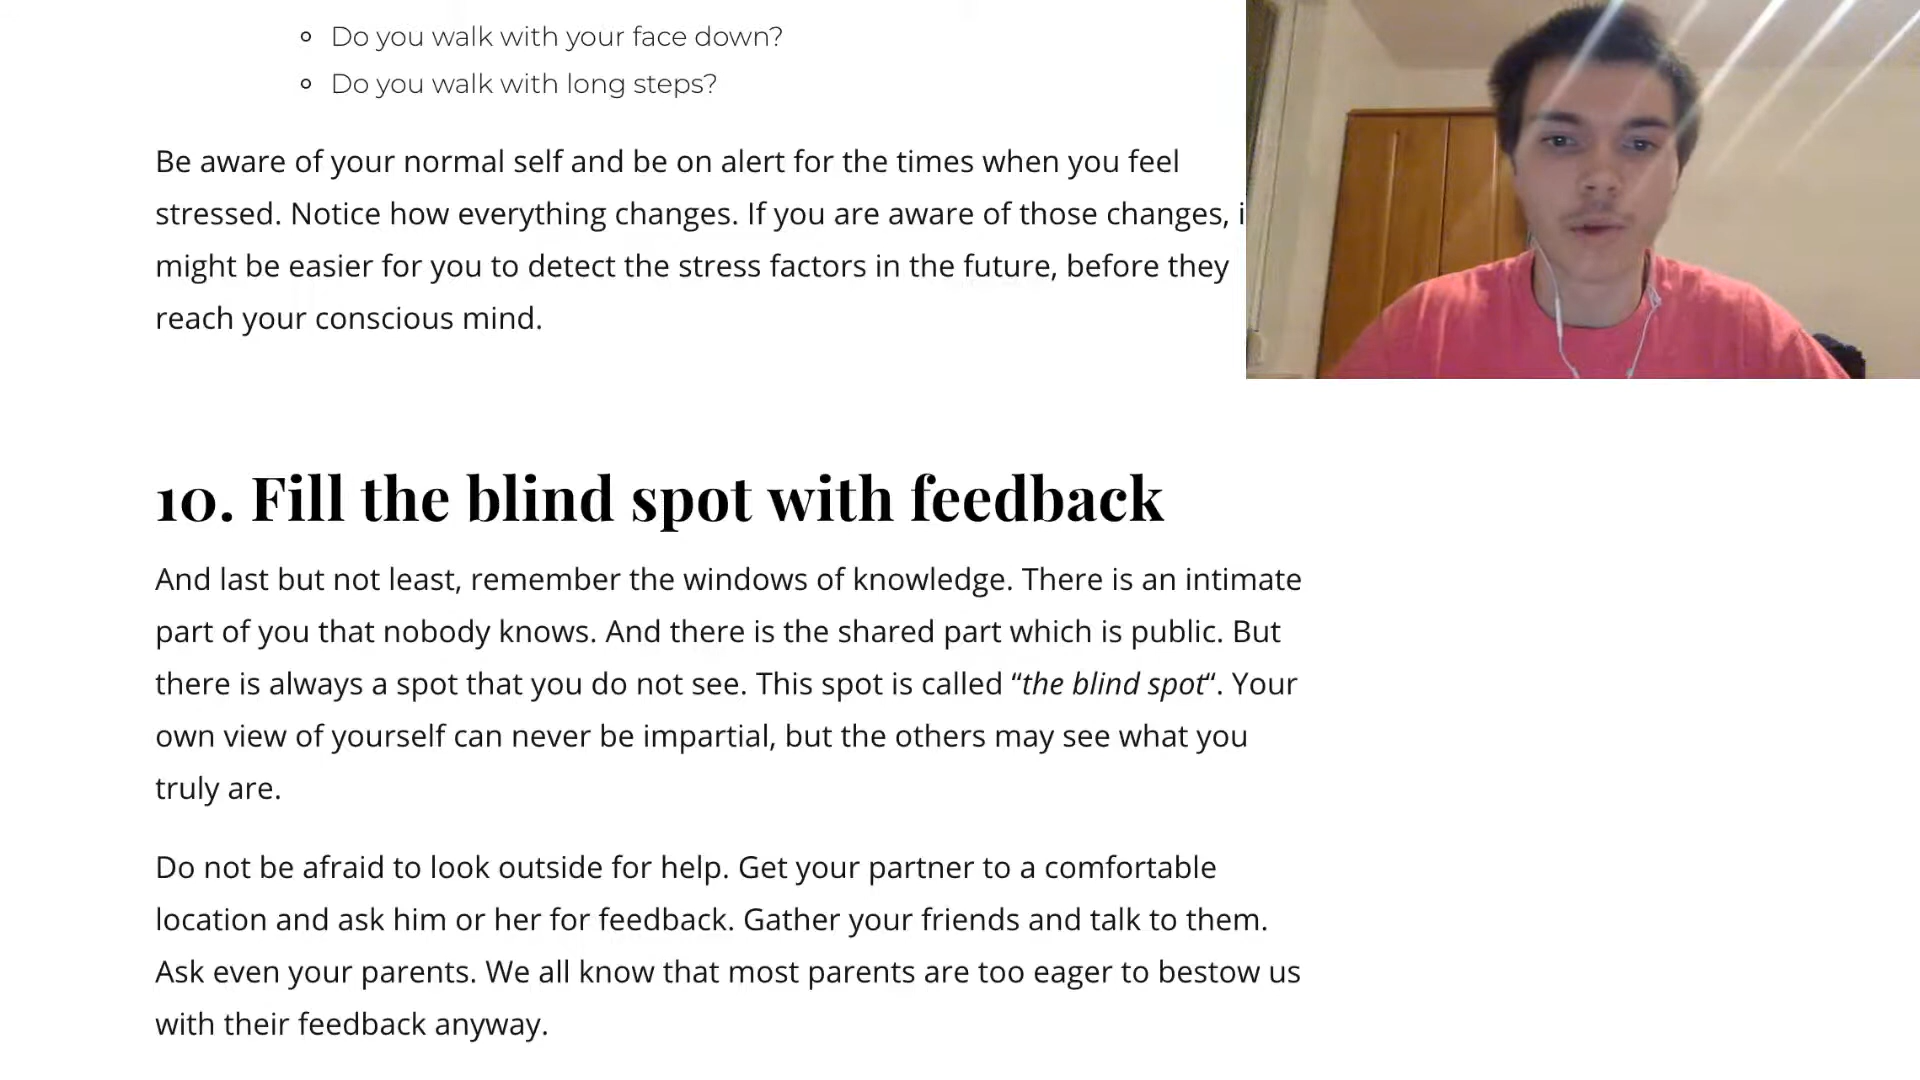 Do you walk with your face down?
Do you walk with long steps?
Be aware of your normal self and be on alert for the times when you feel
stressed. Notice how everything changes. If you are aware of those changes, i
might be easier for you to detect the stress factors in the future, before they
reach your conscious mind.
10. Fill the blind spot with feedback
And last but not least, remember the windows of knowledge. There is an intimate
part of you that nobody knows. And there is the shared part which is public. But
there is always a spot that you do not see. This spot is called “the blind spot“. Your
own view of yourself can never be impartial, but the others may see what you
truly are.
Do not be afraid to look outside for help. Get your partner to a comfortable
location and ask him or her for feedback. Gather your friends and talk to them.
Ask even your parents. We all know that most parents are too eager to bestow us
with their feedback anyway.